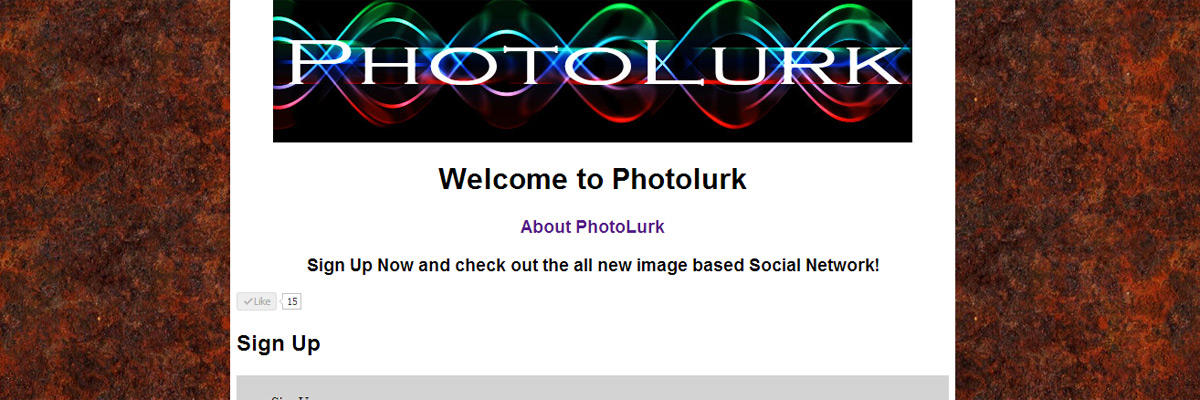 PHOTOLURK
Welcome to Photolurk
About PhotoLurk
Sign Up Now and check out the all new image based Social Network!
Like 15
Sign Up